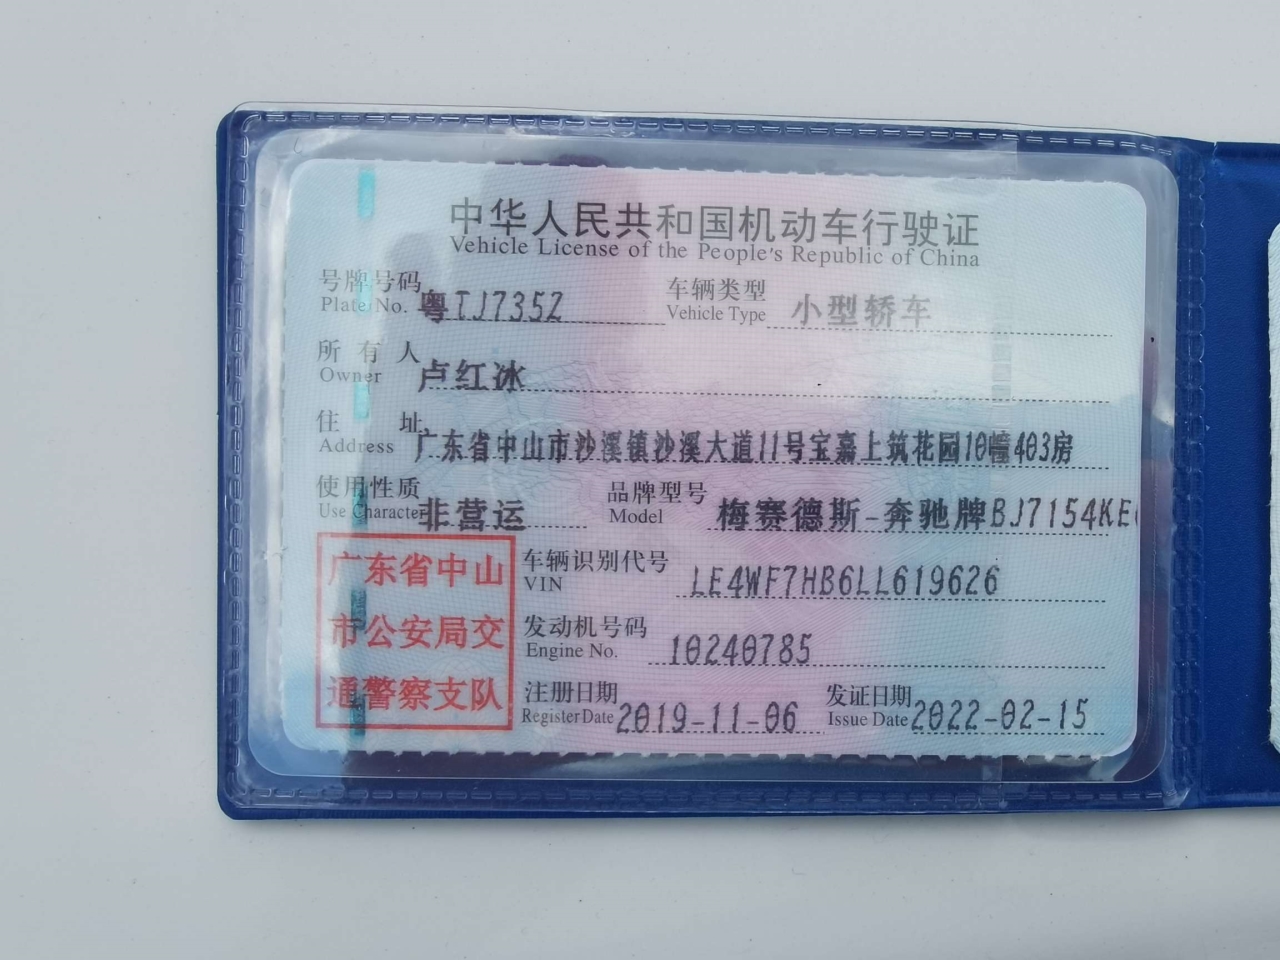 中华人民共和国机动车行驶证
Vehicle License of the People's Republic of China
号牌号码 粤TJ735Z 车辆类型 小型轿车
Plate No. Vehicle Type
所有人 卢红冰
Owner
住址 广东省中山市沙溪镇沙溪大道11号宝嘉上筑花园10幢403房
Address
使用性质 非营运 品牌型号 梅赛德斯-奔驰牌BJ7154KE
Use Character Model
广东省中山
市公安局交
通警察支队
车辆识别代号 LE4WF7HB6LL619626
VIN
发动机号码 10240785
Engine No.
注册日期 2019-11-06 发证日期 2022-02-15
Register Date Issue Date